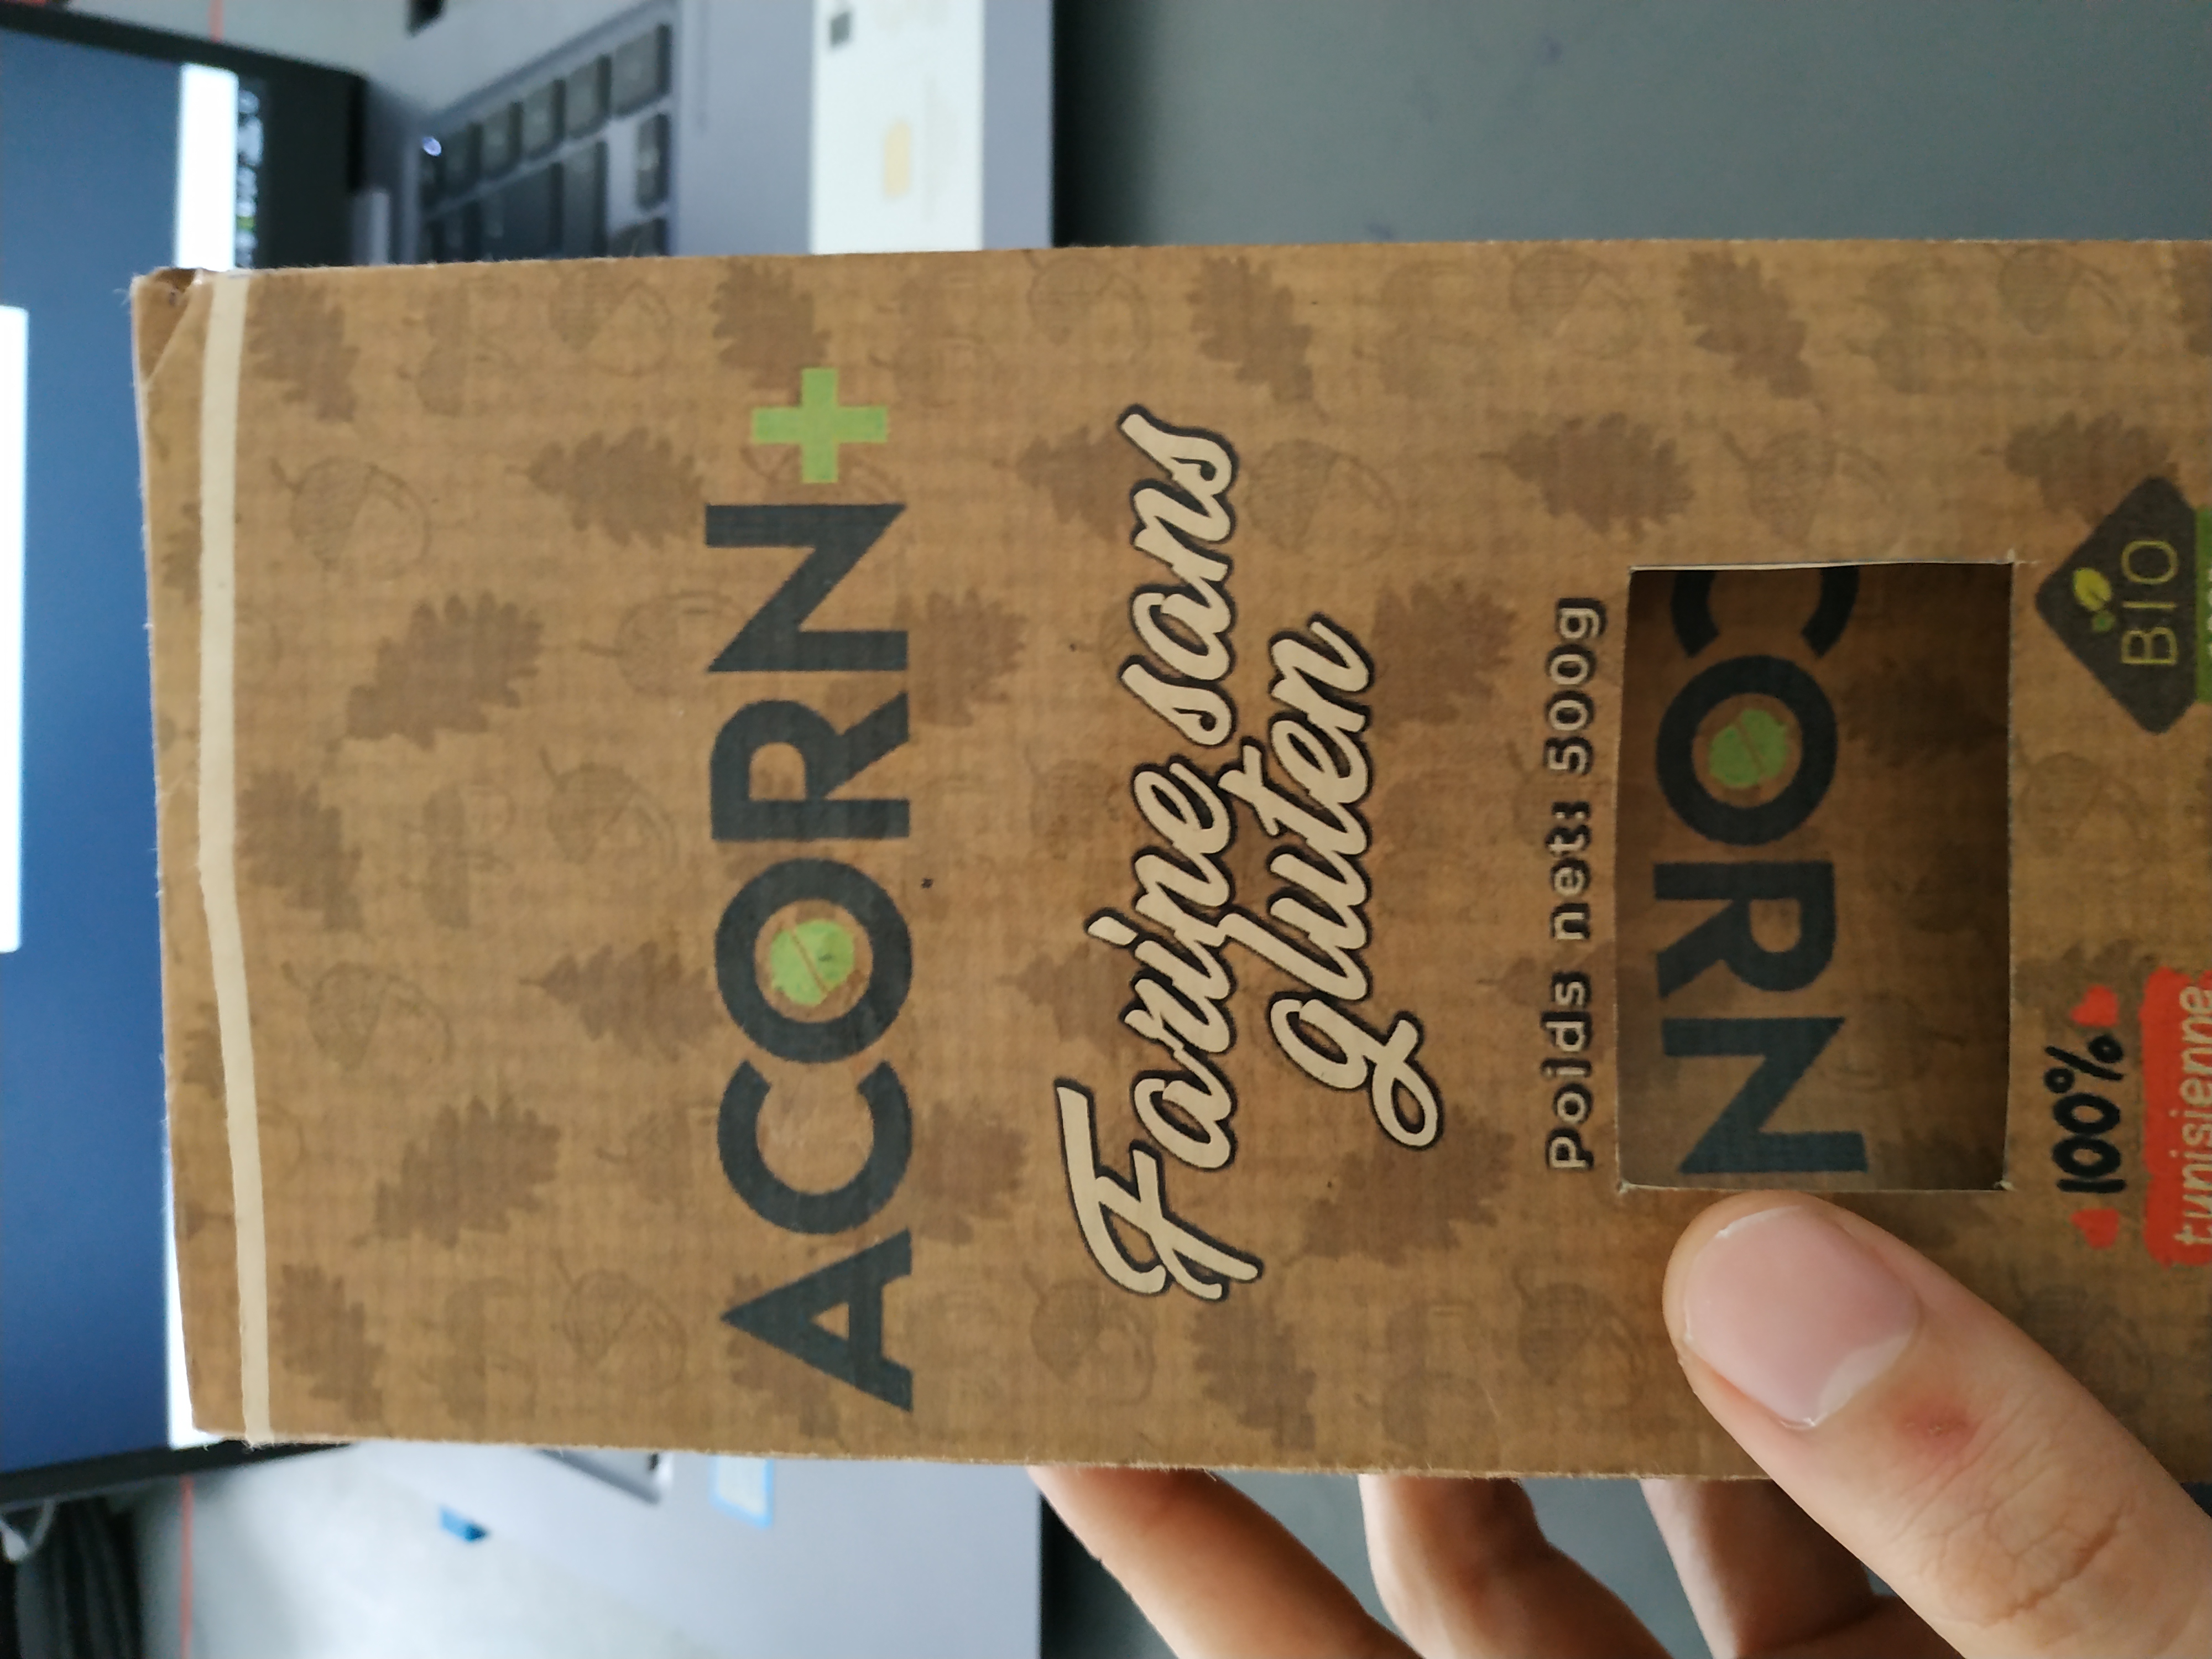 ACORN+
Farine sans
gluten
Poids net: 500g
CORN
100%
tunisienne
BIO